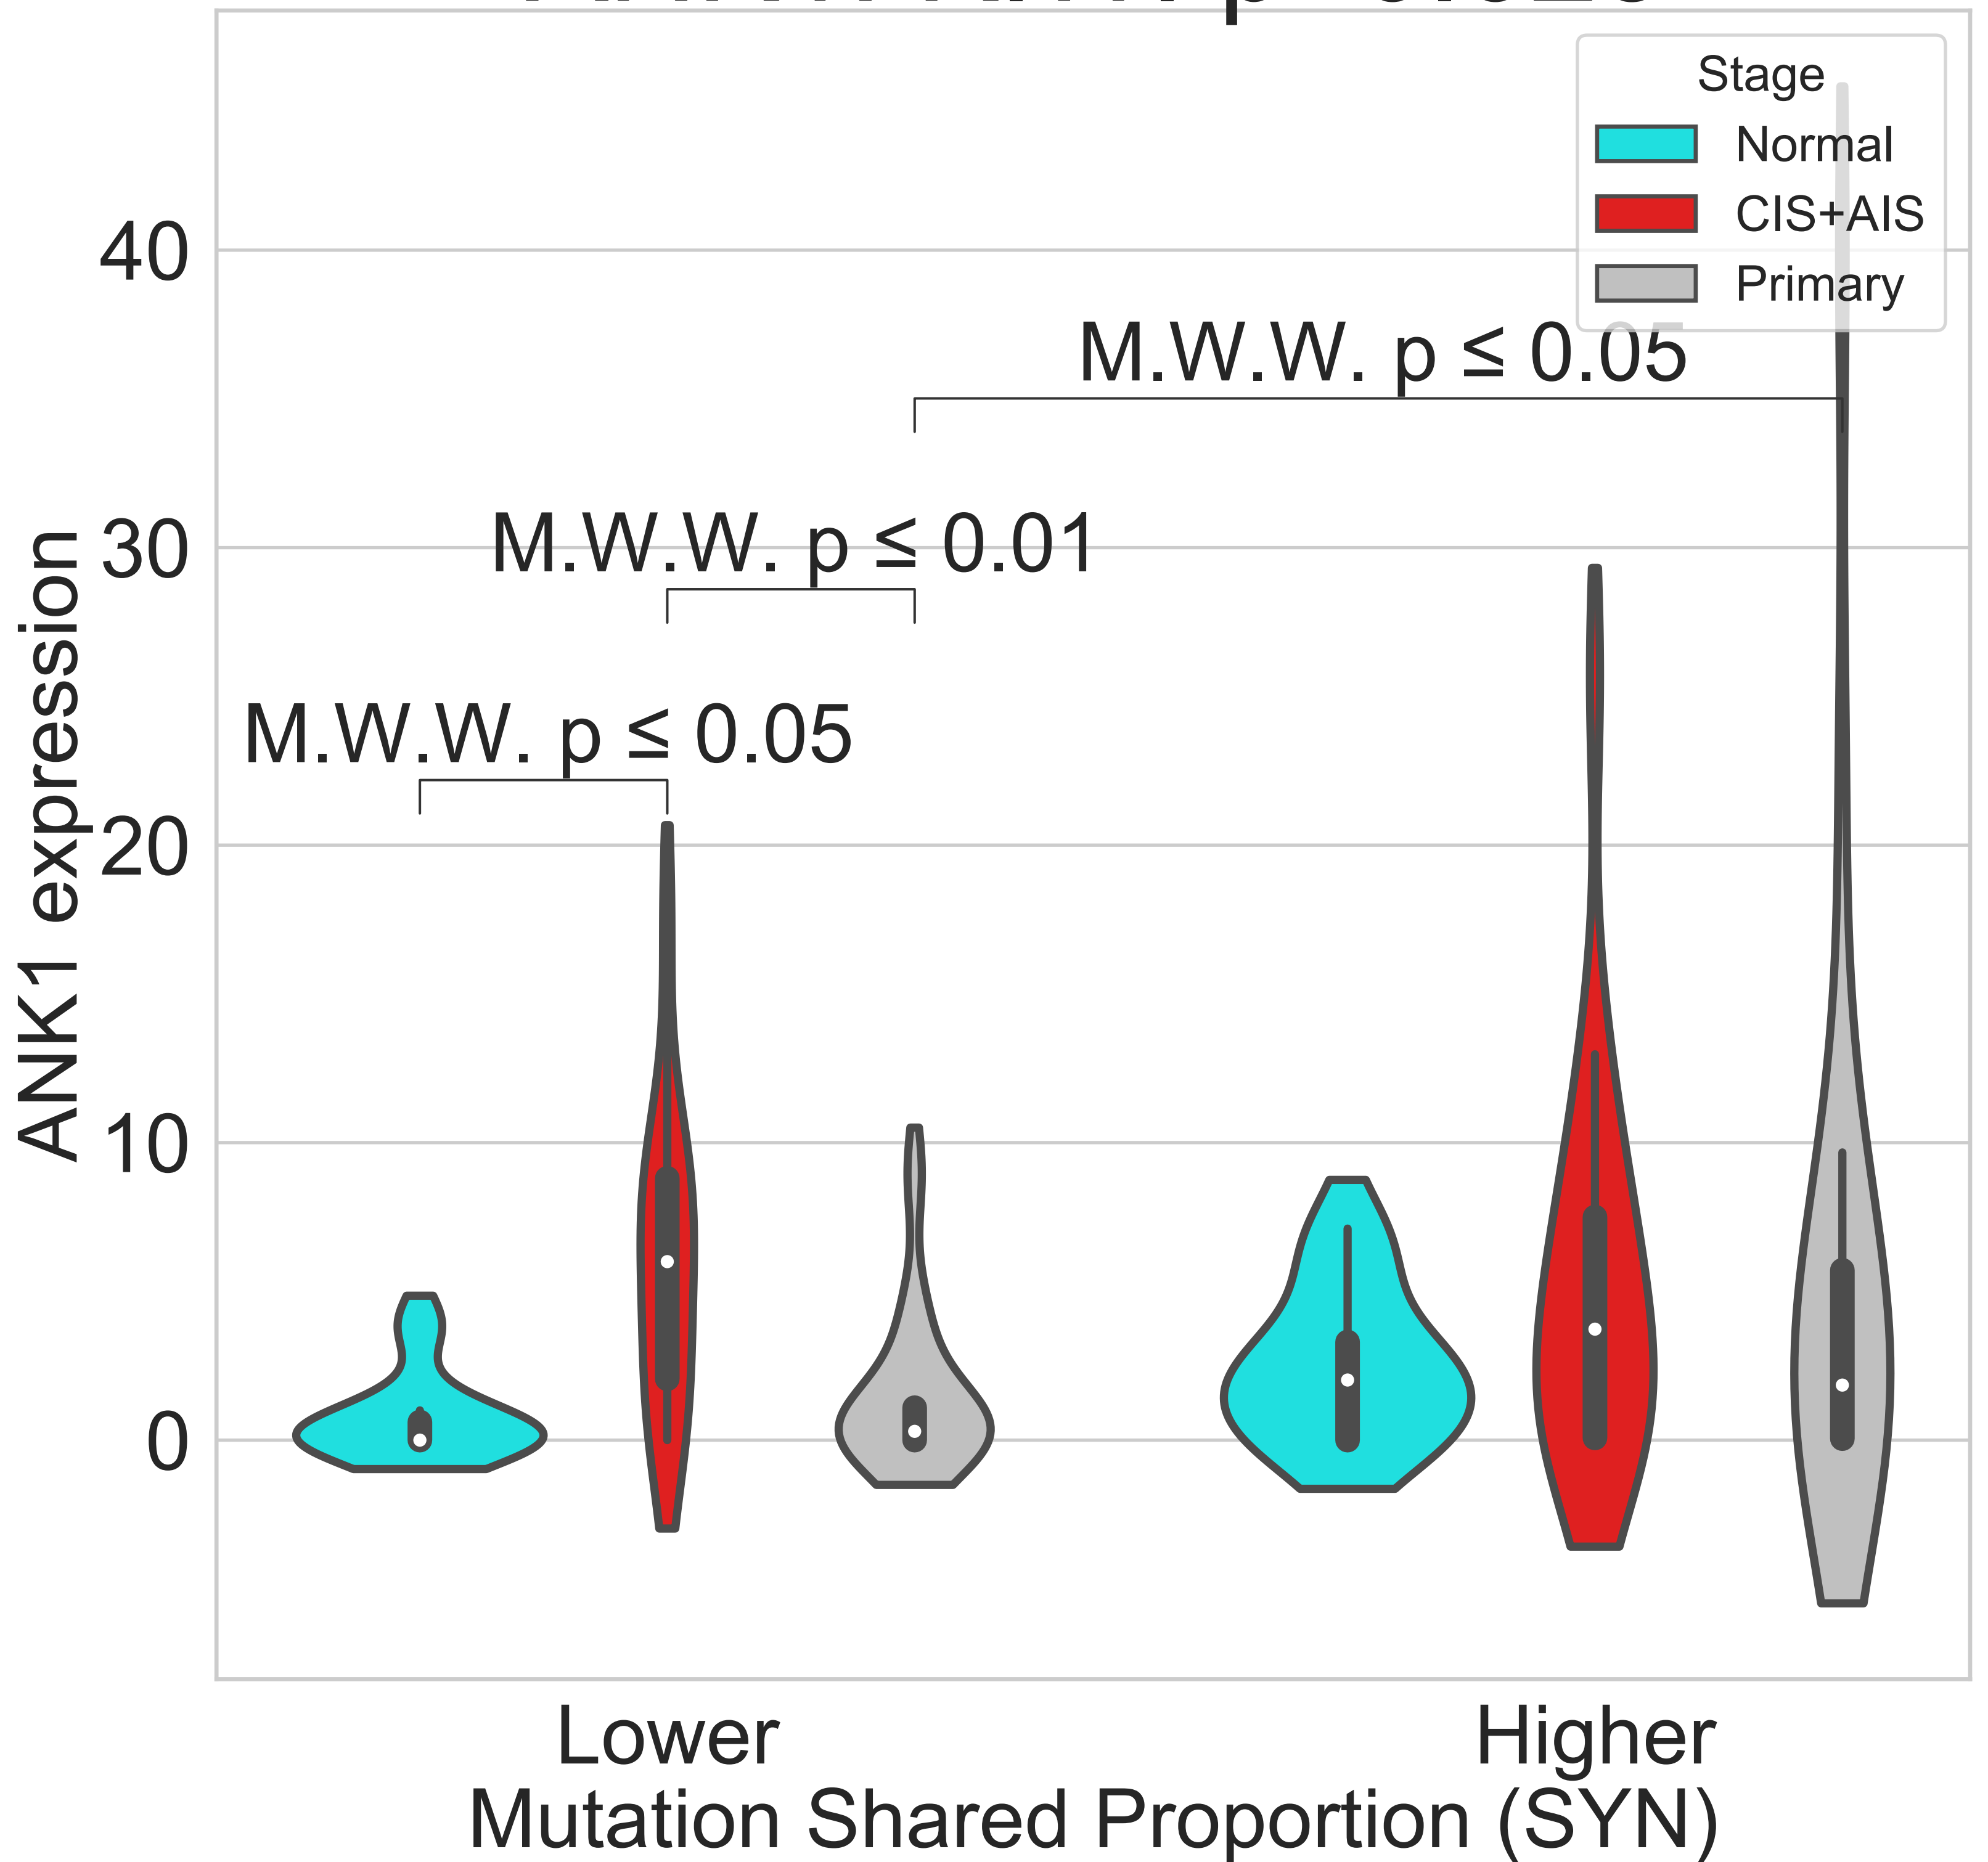 Stage
Normal
CIS+AIS
Primary
40
30
20
10
0
ANK1 expression
M.W.W. p ≤ 0.05
M.W.W. p ≤ 0.01
M.W.W. p ≤ 0.05
Lower
Higher
Mutation Shared Proportion (SYN)